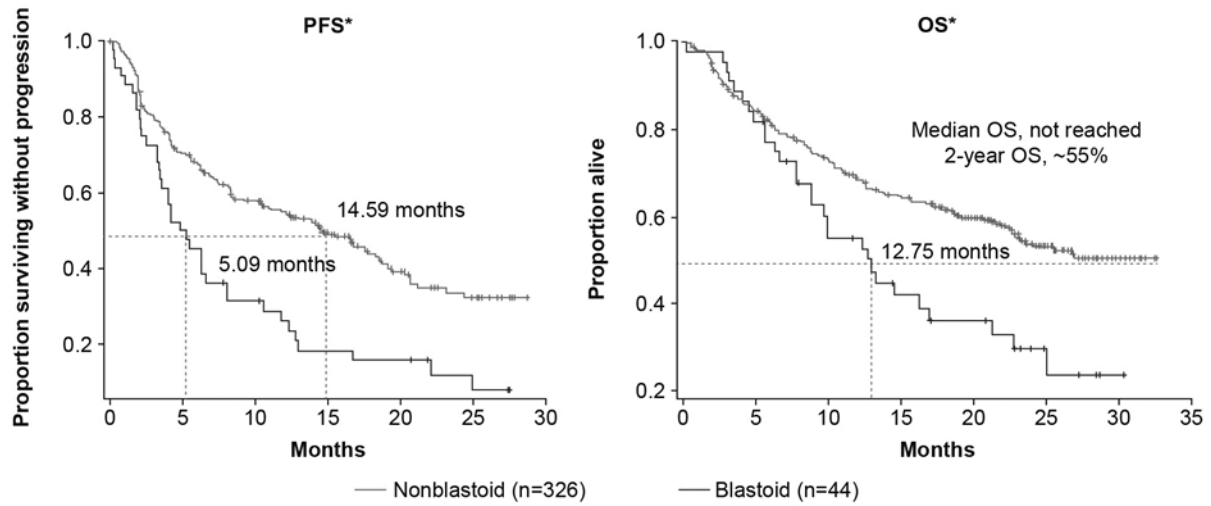 PFS*
Proportion surviving without progression
1.0
0.8
0.6
0.4
0.2
14.59 months
5.09 months
0
5
10
15
20
25
30
Months
OS*
Proportion alive
1.0
0.8
0.6
0.4
0.2
Median OS, not reached
2-year OS, ~55%
12.75 months
0
5
10
15
20
25
30
35
Months
Nonblastoid (n=326)
Blastoid (n=44)